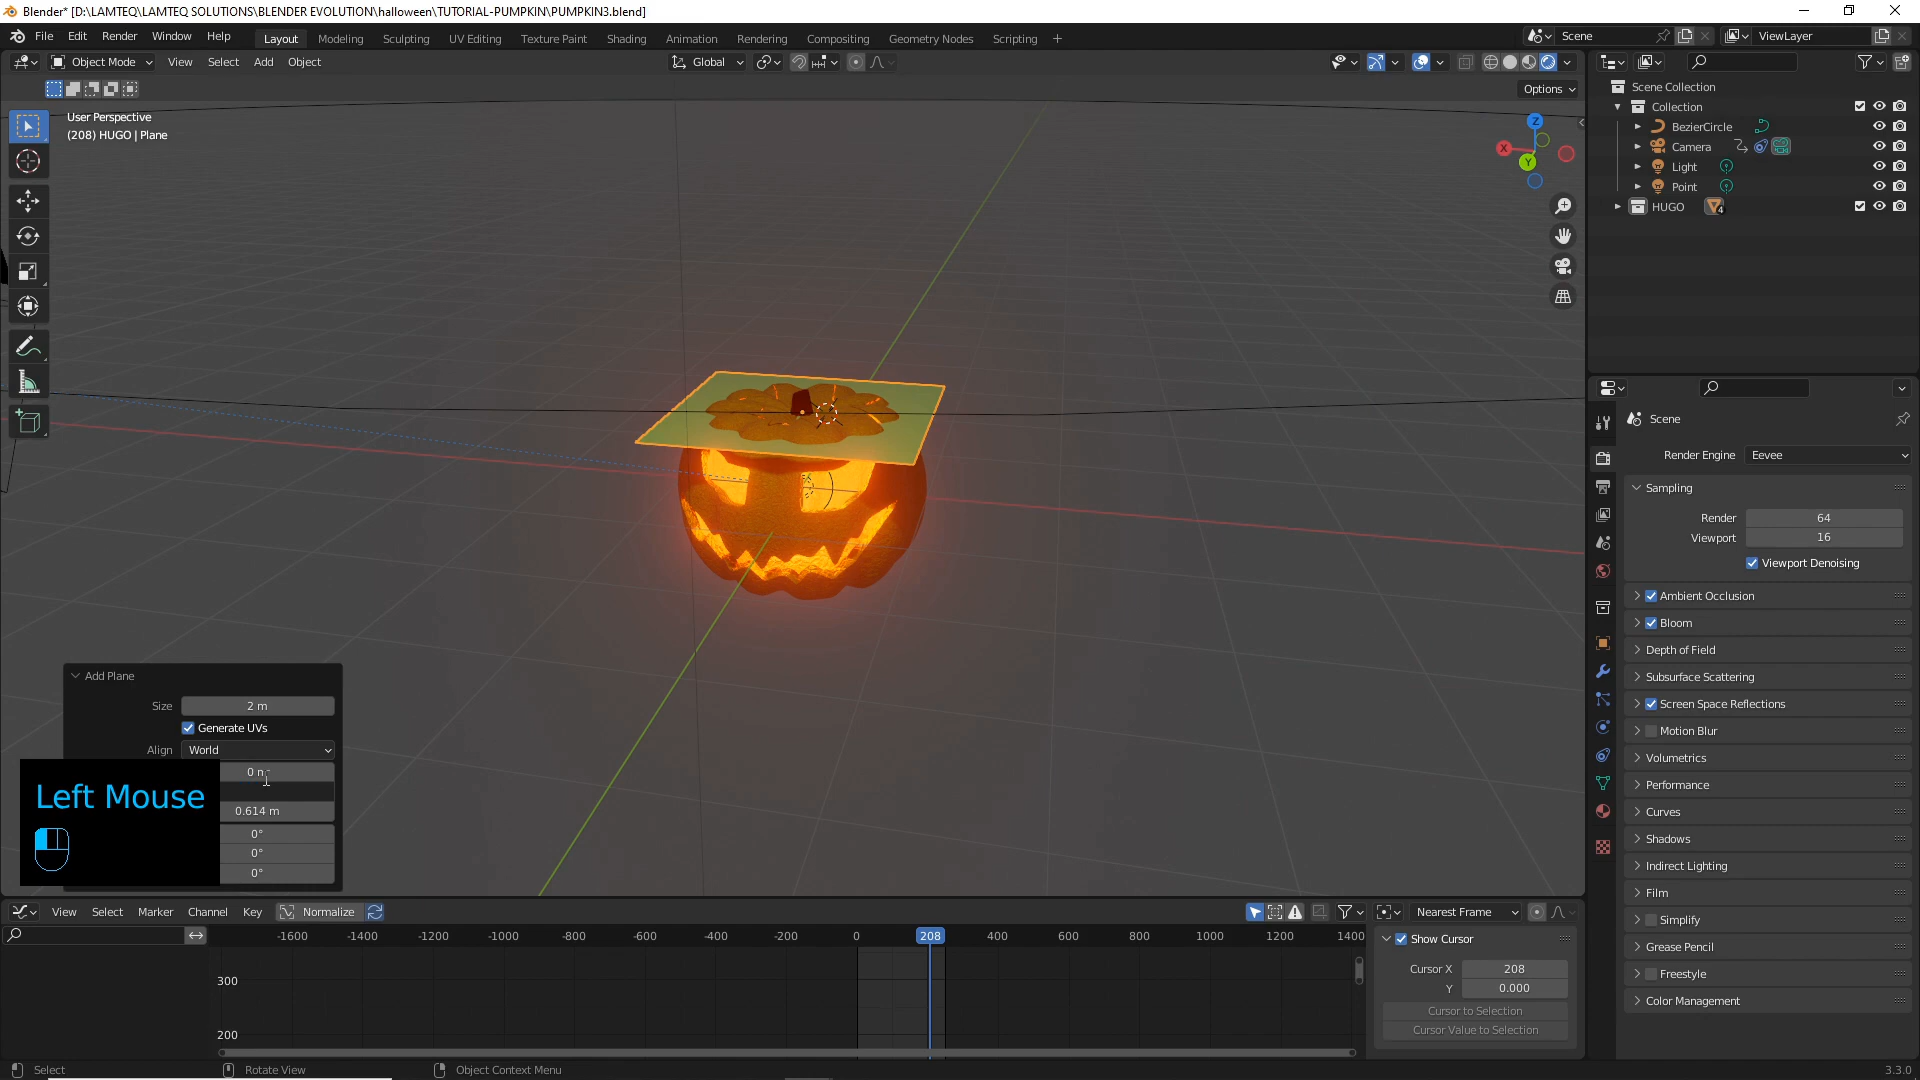 Blender* [D:\LAMTEQ\LAMTEQ SOLUTIONS\BLENDER EVOLUTION\halloween\TUTORIAL-PUMPKIN\PUMPKIN3.blend]
File Edit Render Window Help Layout Modeling Sculpting UV Editing Texture Paint Shading Animation Rendering Compositing Geometry Nodes Scripting + Scene ViewLayer
Object Mode View Select Add Object Global
Options
User Perspective
(208) HUGO | Plane
Z
X
Y
Scene Collection
Collection
BezierCircle
Camera
Light
Point
HUGO 4
Scene
Render Engine Eevee
Sampling
Render 64
Viewport 16
Viewport Denoising
Ambient Occlusion
Bloom
Depth of Field
Subsurface Scattering
Screen Space Reflections
Motion Blur
Volumetrics
Performance
Curves
Shadows
Indirect Lighting
Film
Simplify
Grease Pencil
Freestyle
Color Management
Add Plane
Size 2 m
Generate UVs
Align World
0 m
0.614 m
0°
0°
0°
Left Mouse
View Select Marker Channel Key Normalize Nearest Frame
-1600 -1400 -1200 -1000 -800 -600 -400 -200 0 208 400 600 800 1000 1200 1400
300
200
Show Cursor
Cursor X 208
Y 0.000
Cursor to Selection
Cursor Value to Selection
Select Rotate View Object Context Menu 3.3.0